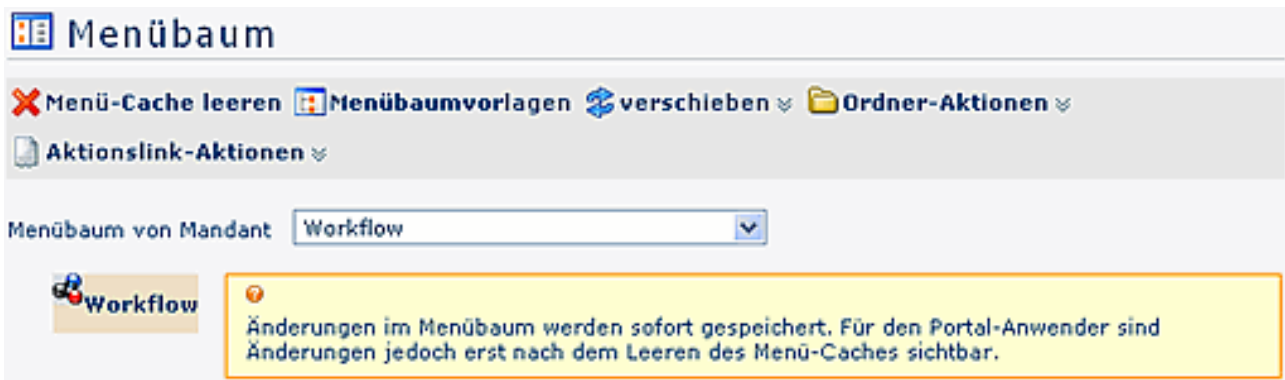 Menübaum
Menü-Cache leeren Menübaumvorlagen verschieben Ordner-Aktionen
Aktionslink-Aktionen
Menübaum von Mandant Workflow
Workflow
Änderungen im Menübaum werden sofort gespeichert. Für den Portal-Anwender sind
Änderungen jedoch erst nach dem Leeren des Menü-Caches sichtbar.